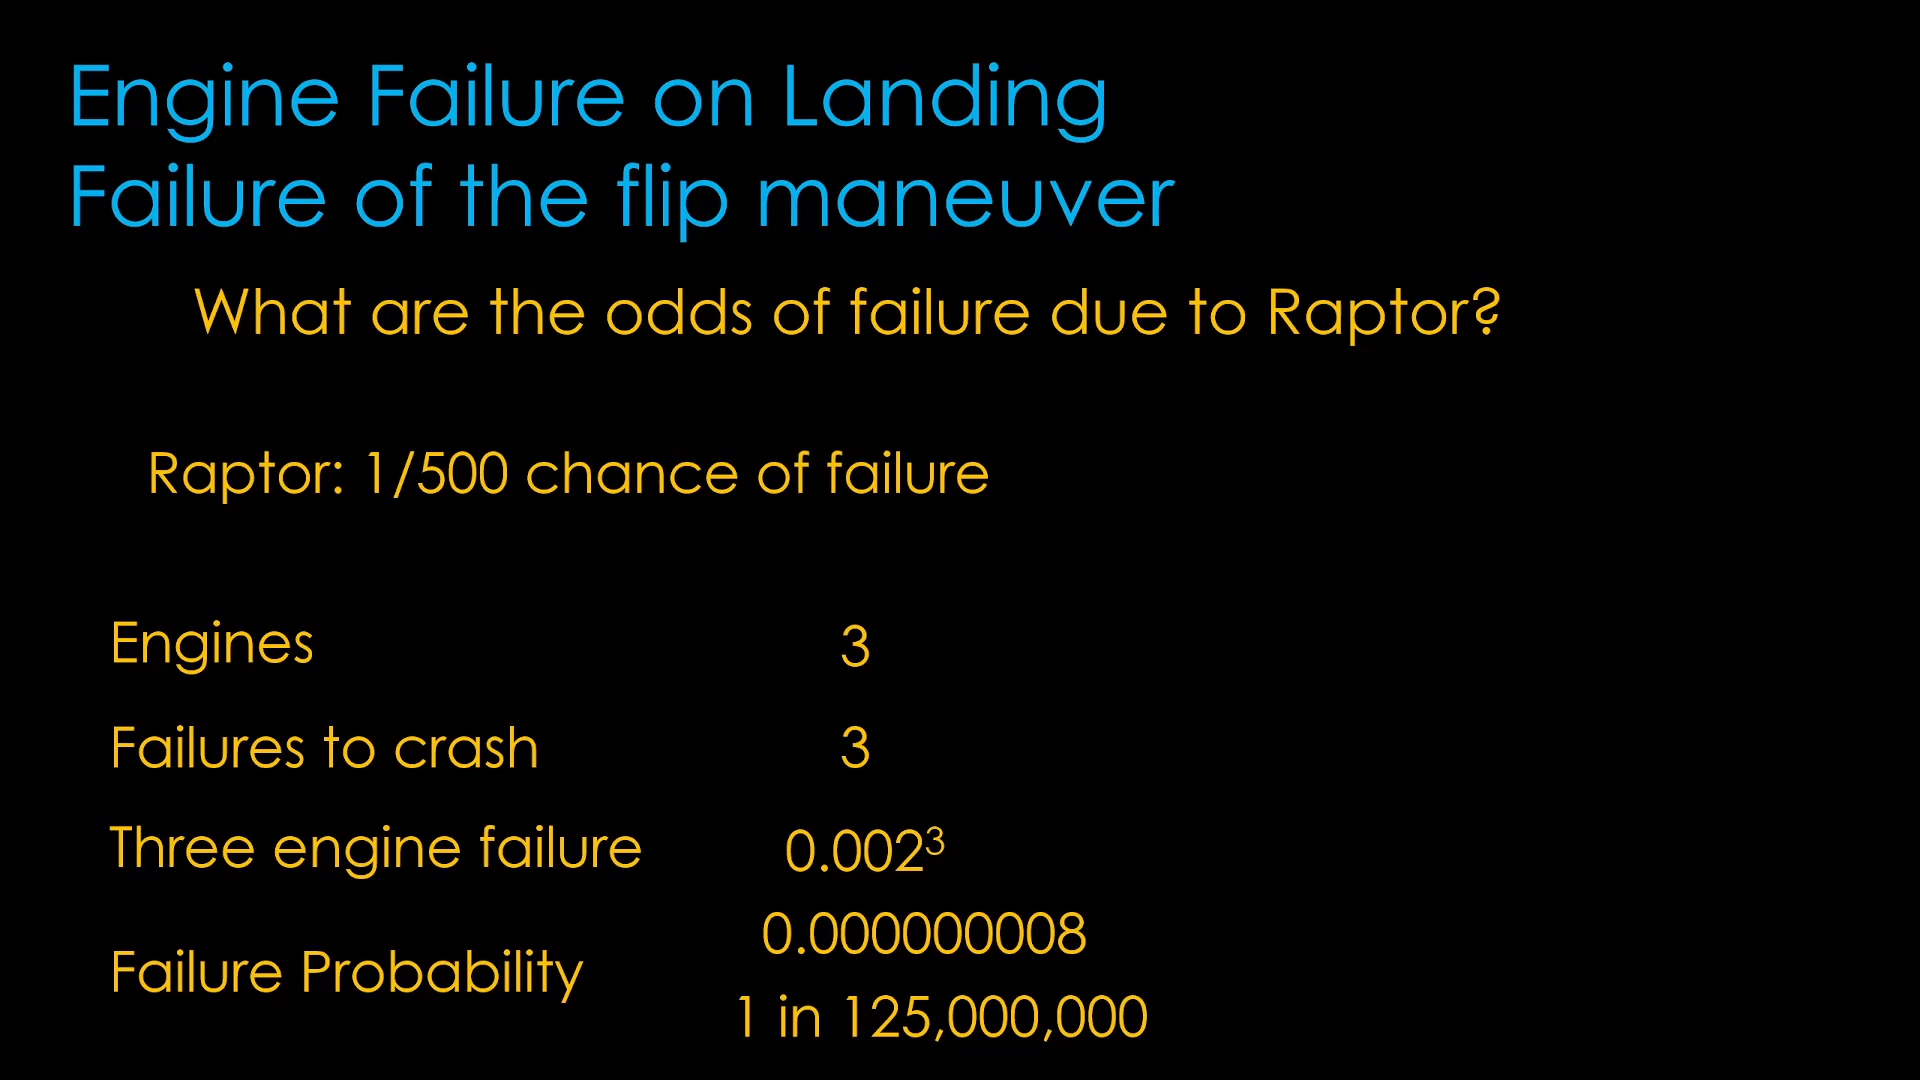 Engine Failure on Landing
Failure of the flip maneuver
What are the odds of failure due to Raptor?
Raptor: 1/500 chance of failure
Engines 3
Failures to crash 3
Three engine failure 0.002³
0.000000008
Failure Probability
1 in 125,000,000